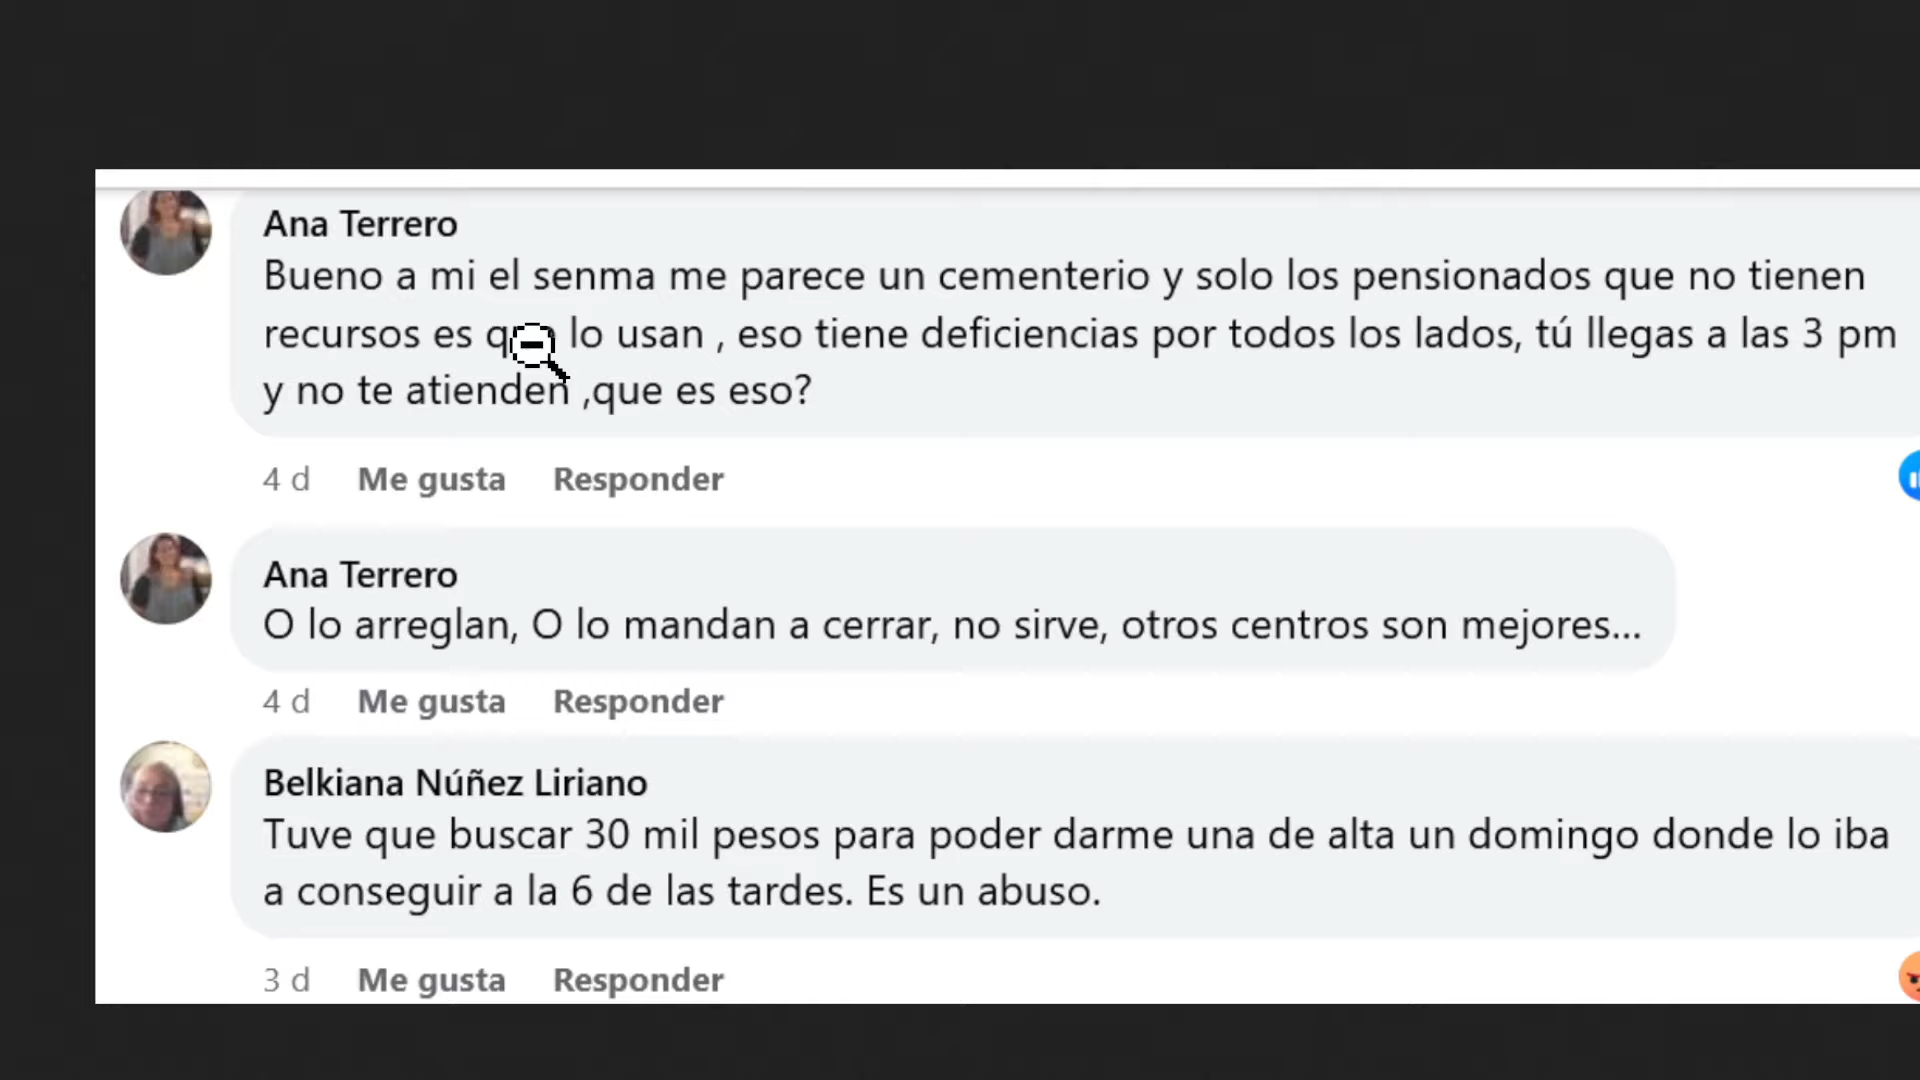 Ana Terrero
Bueno a mi el senma me parece un cementerio y solo los pensionados que no tienen
recursos es lo usan , eso tiene deficiencias por todos los lados, tú llegas a las 3 pm
y no te atienden ,que es eso?
4 d Me gusta Responder
Ana Terrero
O lo arreglan, O lo mandan a cerrar, no sirve, otros centros son mejores...
4 d Me gusta Responder
Belkiana Núñez Liriano
Tuve que buscar 30 mil pesos para poder darme una de alta un domingo donde lo iba
a conseguir a la 6 de las tardes. Es un abuso.
3 d Me gusta Responder